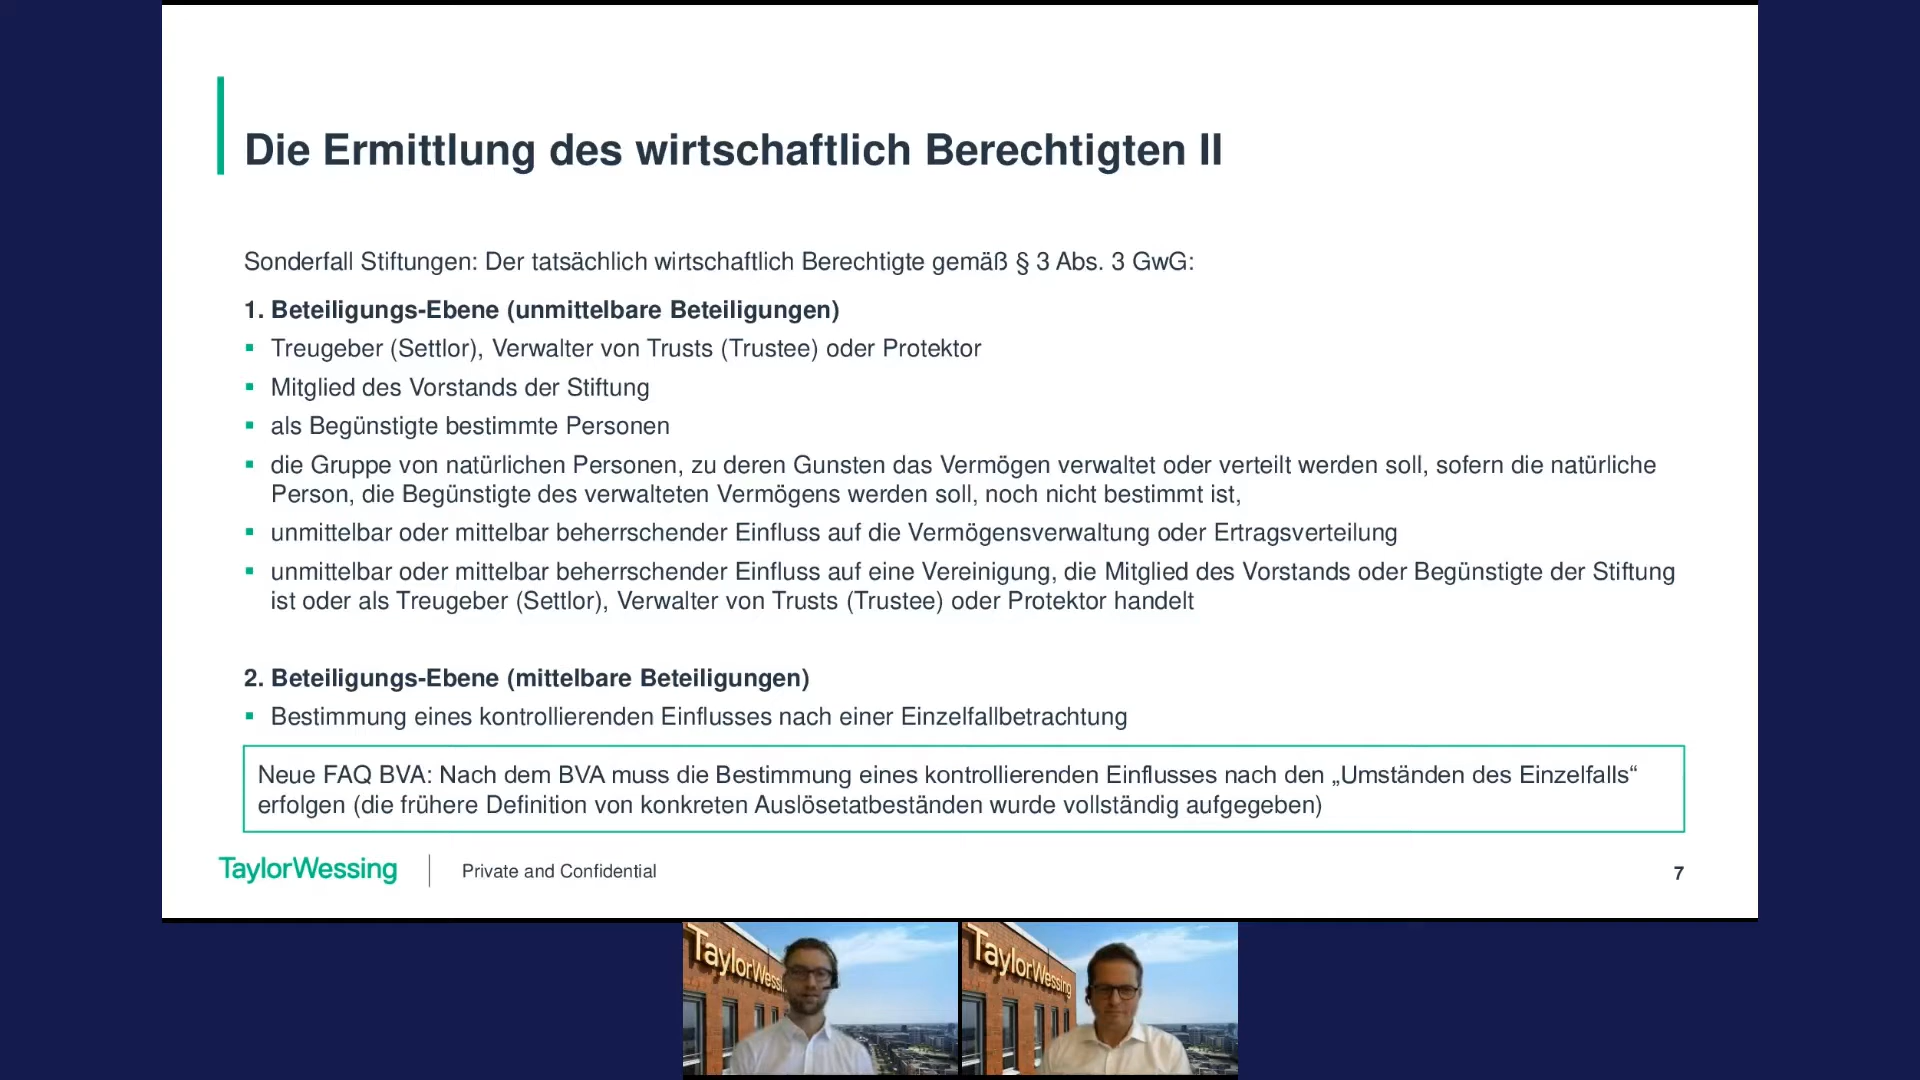 Die Ermittlung des wirtschaftlich Berechtigten II
Sonderfall Stiftungen: Der tatsächlich wirtschaftlich Berechtigte gemäß § 3 Abs. 3 GwG:
1. Beteiligungs-Ebene (unmittelbare Beteiligungen)
▪ Treugeber (Settlor), Verwalter von Trusts (Trustee) oder Protektor
▪ Mitglied des Vorstands der Stiftung
▪ als Begünstigte bestimmte Personen
▪ die Gruppe von natürlichen Personen, zu deren Gunsten das Vermögen verwaltet oder verteilt werden soll, sofern die natürliche
Person, die Begünstigte des verwalteten Vermögens werden soll, noch nicht bestimmt ist,
▪ unmittelbar oder mittelbar beherrschender Einfluss auf die Vermögensverwaltung oder Ertragsverteilung
▪ unmittelbar oder mittelbar beherrschender Einfluss auf eine Vereinigung, die Mitglied des Vorstands oder Begünstigte der Stiftung
ist oder als Treugeber (Settlor), Verwalter von Trusts (Trustee) oder Protektor handelt
2. Beteiligungs-Ebene (mittelbare Beteiligungen)
▪ Bestimmung eines kontrollierenden Einflusses nach einer Einzelfallbetrachtung
Neue FAQ BVA: Nach dem BVA muss die Bestimmung eines kontrollierenden Einflusses nach den „Umständen des Einzelfalls“
erfolgen (die frühere Definition von konkreten Auslösetatbeständen wurde vollständig aufgegeben)
TaylorWessing
Private and Confidential
7
TaylorWess
TaylorWessing